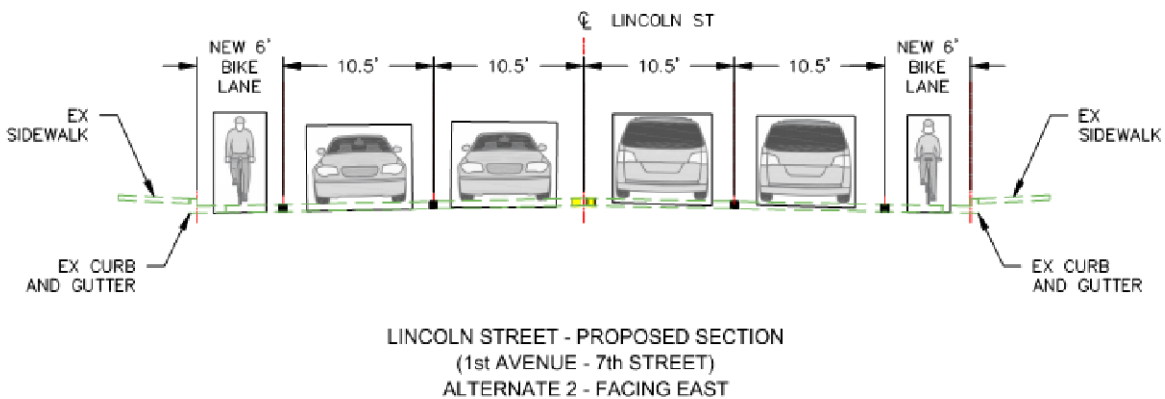 ℄ LINCOLN ST
NEW 6'
BIKE
LANE
10.5'
10.5'
10.5'
10.5'
NEW 6'
BIKE
LANE
EX
SIDEWALK
EX
SIDEWALK
EX CURB
AND GUTTER
EX CURB
AND GUTTER
LINCOLN STREET - PROPOSED SECTION
(1st AVENUE - 7th STREET)
ALTERNATE 2 - FACING EAST